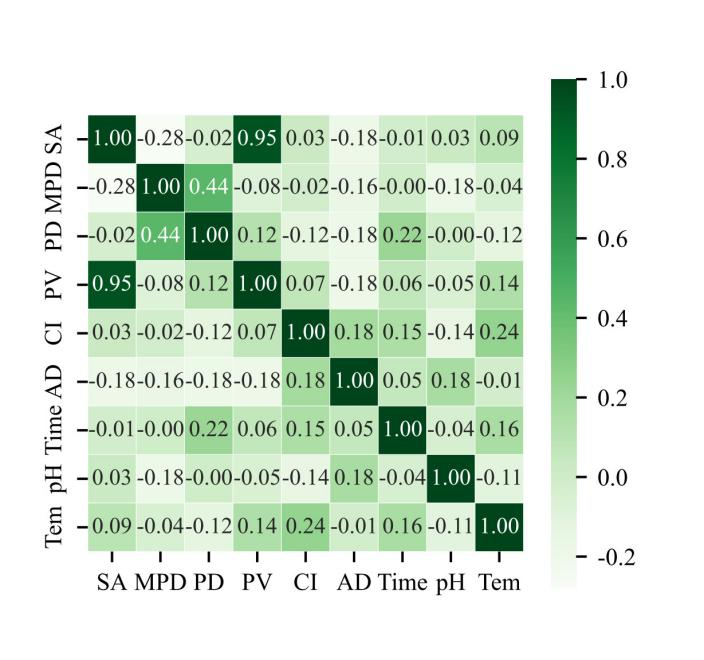 SA 1.00 -0.28 -0.02 0.95 0.03 -0.18 -0.01 0.03 0.09
MPD -0.28 1.00 0.44 -0.08 -0.02 -0.16 -0.00 -0.18 -0.04
PD -0.02 0.44 1.00 0.12 -0.12 -0.18 0.22 -0.00 -0.12
PV 0.95 -0.08 0.12 1.00 0.07 -0.18 0.06 -0.05 0.14
CI 0.03 -0.02 -0.12 0.07 1.00 0.18 0.15 -0.14 0.24
AD -0.18 -0.16 -0.18 -0.18 0.18 1.00 0.05 0.18 -0.01
Time -0.01 -0.00 0.22 0.06 0.15 0.05 1.00 -0.04 0.16
pH 0.03 -0.18 -0.00 -0.05 -0.14 0.18 -0.04 1.00 -0.11
Tem 0.09 -0.04 -0.12 0.14 0.24 -0.01 0.16 -0.11 1.00
SA MPD PD PV CI AD Time pH Tem
1.0
0.8
0.6
0.4
0.2
0.0
-0.2